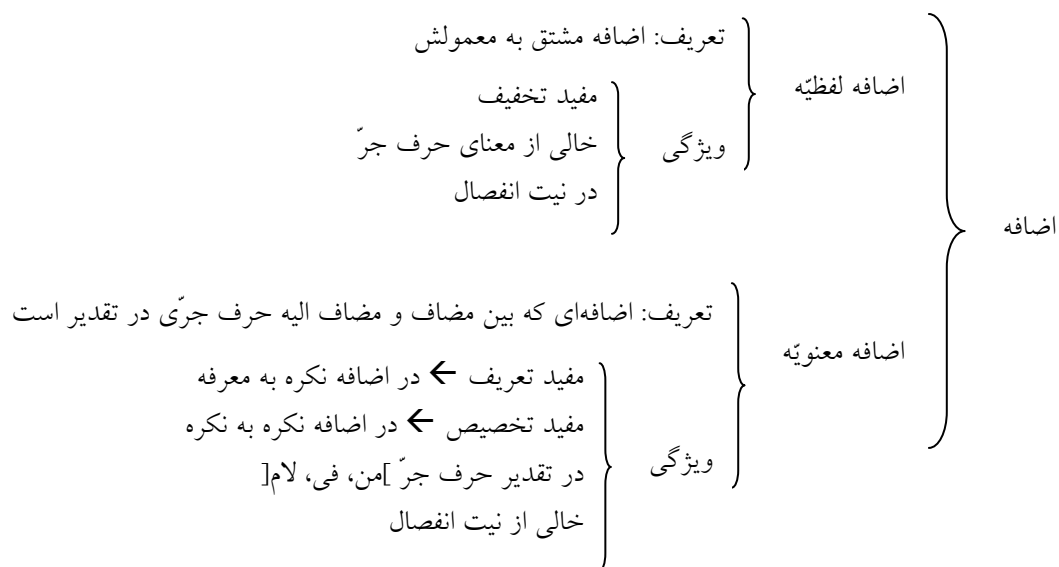 اضافه
اضافه لفظیّه
تعریف: اضافه مشتق به معمولش
ویژگی
مفید تخفیف
خالی از معنای حرف جرّ
در نیت انفصال
اضافه معنویّه
تعریف: اضافه‌ای که بین مضاف و مضاف الیه حرف جرّی در تقدیر است
ویژگی
مفید تعریف ← در اضافه نکره به معرفه
مفید تخصیص ← در اضافه نکره به نکره
در تقدیر حرف جرّ ]من، فی، لام[
خالی از نیت انفصال